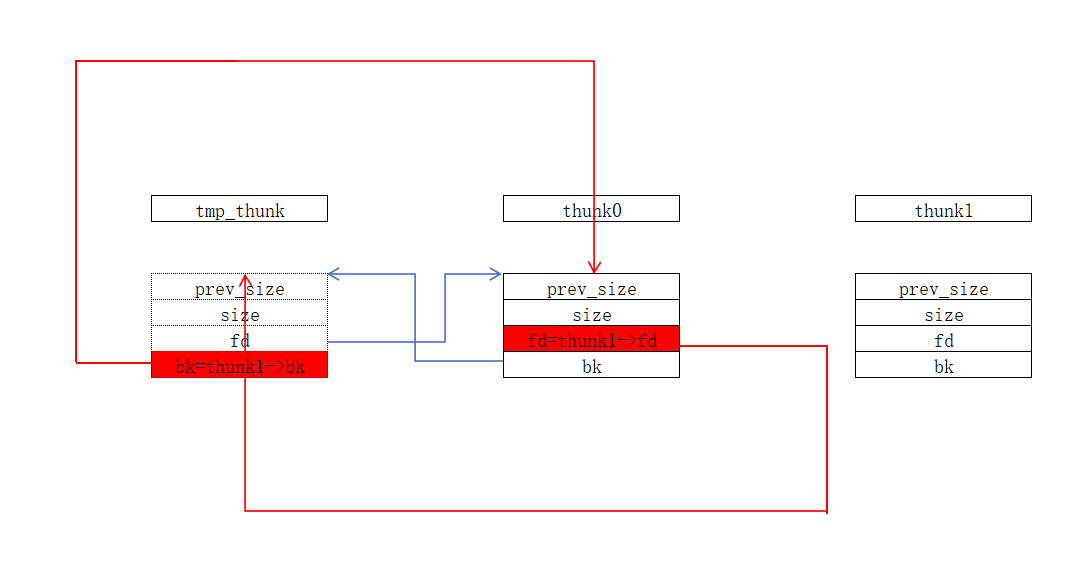 tmp_thunk
thunk0
thunk1
prev_size
size
fd
bk=thunk1->bk
prev_size
size
fd=thunk1->fd
bk
prev_size
size
fd
bk